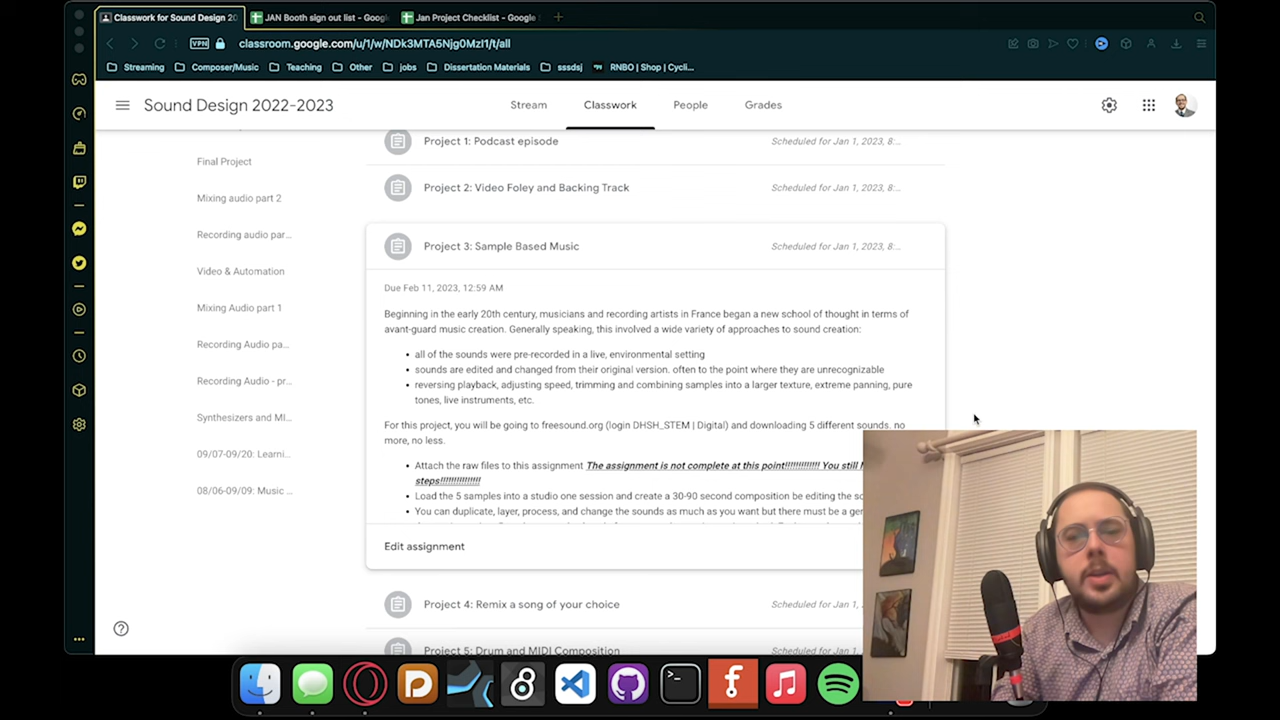 Classwork for Sound Design 20
JAN Booth sign out list - Googl
Jan Project Checklist - Google
VPN
classroom.google.com/u/1/w/NDk3MTA5Njg0MzI1/t/all
Streaming
Composer/Music
Teaching
Other
jobs
Dissertation Materials
sssdsj
RNBO | Shop | Cycli...
Sound Design 2022-2023
Stream
Classwork
People
Grades
Final Project
Mixing audio part 2
Recording audio par...
Video & Automation
Mixing Audio part 1
Recording Audio pa...
Recording Audio - pr...
Synthesizers and MI...
09/07-09/20: Learni...
08/06-09/09: Music ...
Project 1: Podcast episode
Scheduled for Jan 1, 2023, 8:...
Project 2: Video Foley and Backing Track
Scheduled for Jan 1, 2023, 8:...
Project 3: Sample Based Music
Scheduled for Jan 1, 2023, 8:...
Due Feb 11, 2023, 12:59 AM
Beginning in the early 20th century, musicians and recording artists in France began a new school of thought in terms of
avant-guard music creation. Generally speaking, this involved a wide variety of approaches to sound creation:
• all of the sounds were pre-recorded in a live, environmental setting
• sounds are edited and changed from their original version. often to the point where they are unrecognizable
• reversing playback, adjusting speed, trimming and combining samples into a larger texture, extreme panning, pure
tones, live instruments, etc.
For this project, you will be going to freesound.org (login DHSH_STEM | Digital) and downloading 5 different sounds. no
more, no less.
• Attach the raw files to this assignment The assignment is not complete at this point!!!!!!!!!!!!! You still
steps!!!!!!!!!!!!!!!
• Load the 5 samples into a studio one session and create a 30-90 second composition be editing the
• You can duplicate, layer, process, and change the sounds as much as you want but there must be a
Edit assignment
Project 4: Remix a song of your choice
Scheduled for Jan 1,
Project 5: Drum and MIDI Composition
Scheduled for Jan